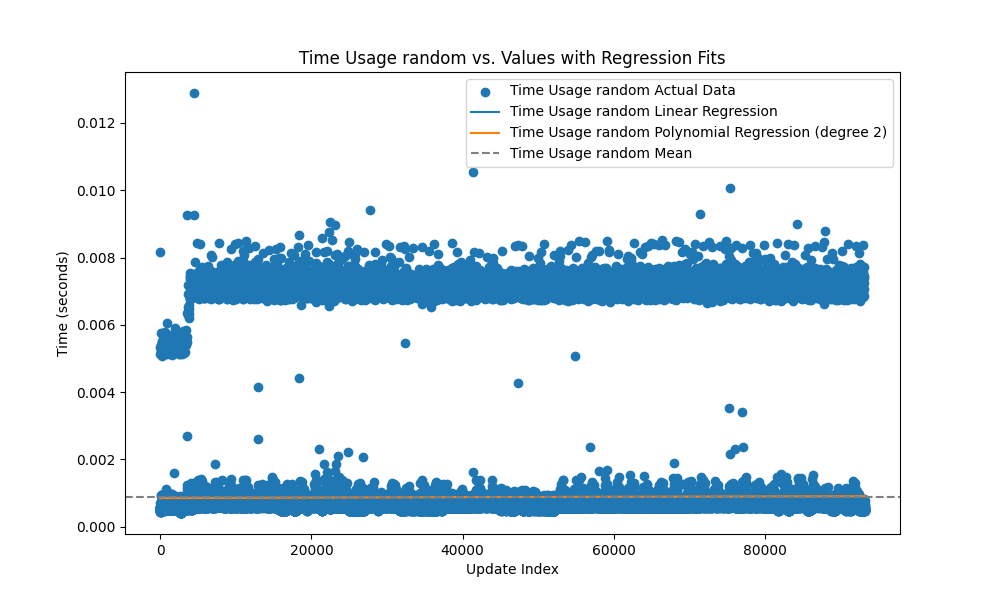 Time Usage random vs. Values with Regression Fits
Time Usage random Actual Data
Time Usage random Linear Regression
Time Usage random Polynomial Regression (degree 2)
Time Usage random Mean
Time (seconds)
0.012
0.010
0.008
0.006
0.004
0.002
0.000
0 20000 40000 60000 80000
Update Index